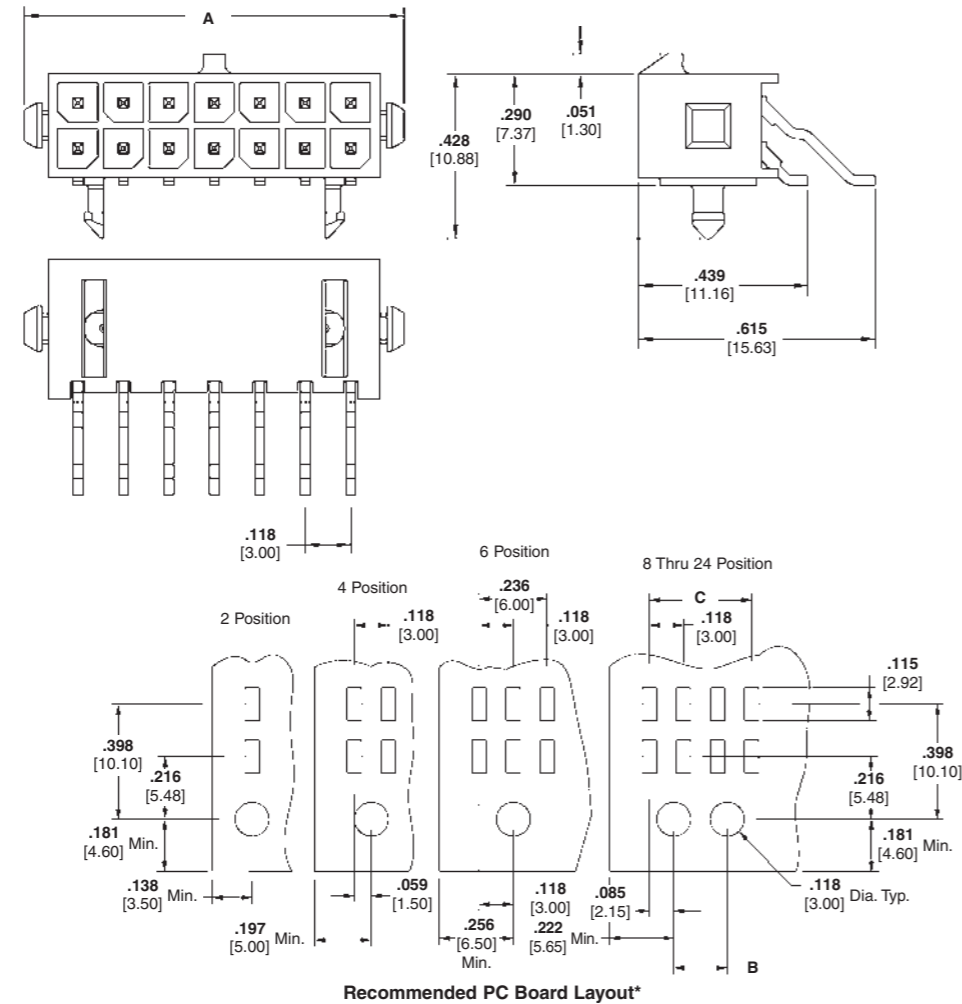 A
.428
[10.88]
.290
[7.37]
.051
[1.30]
.439
[11.16]
.615
[15.63]
.118
[3.00]
2 Position
4 Position
6 Position
8 Thru 24 Position
.118
[3.00]
.236
[6.00]
.118
[3.00]
C
.118
[3.00]
.115
[2.92]
.398
[10.10]
.216
[5.48]
.181
[4.60] Min.
.138
[3.50] Min.
.197
[5.00] Min.
.059
[1.50]
.256
[6.50]
Min.
.118
[3.00]
.222
[5.65] Min.
.085
[2.15]
B
.118
[3.00] Dia. Typ.
.398
[10.10]
.216
[5.48]
.181
[4.60] Min.
Recommended PC Board Layout*